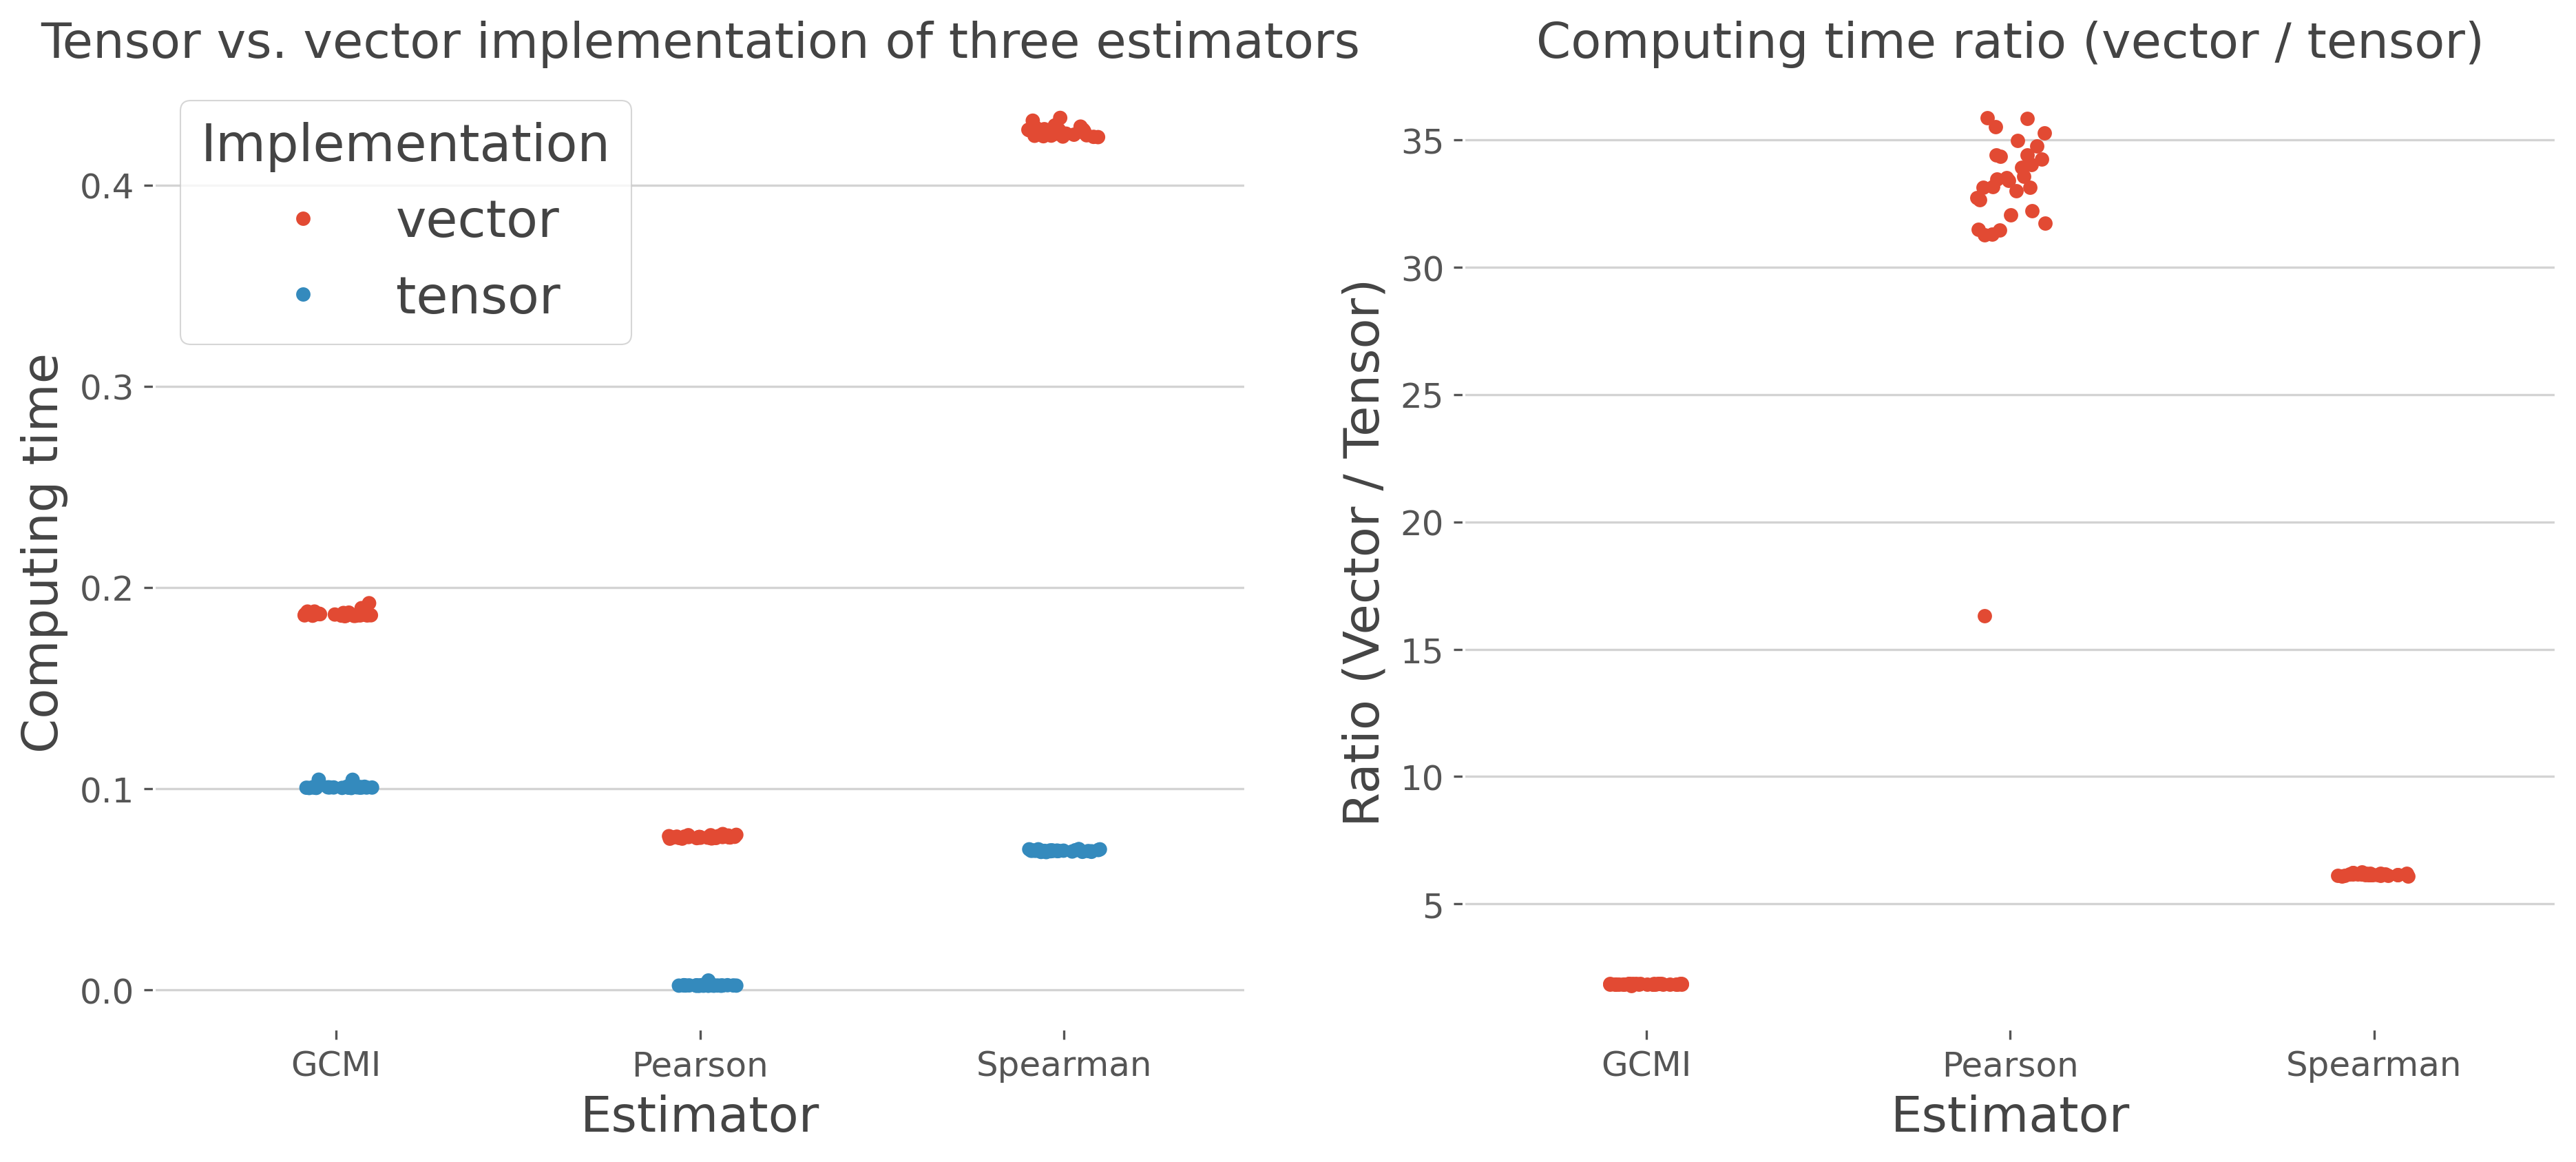 Tensor vs. vector implementation of three estimators
Implementation
vector
tensor
Computing time
0.4
0.3
0.2
0.1
0.0
GCMI
Pearson
Spearman
Estimator
Computing time ratio (vector / tensor)
Ratio (Vector / Tensor)
35
30
25
20
15
10
5
GCMI
Pearson
Spearman
Estimator